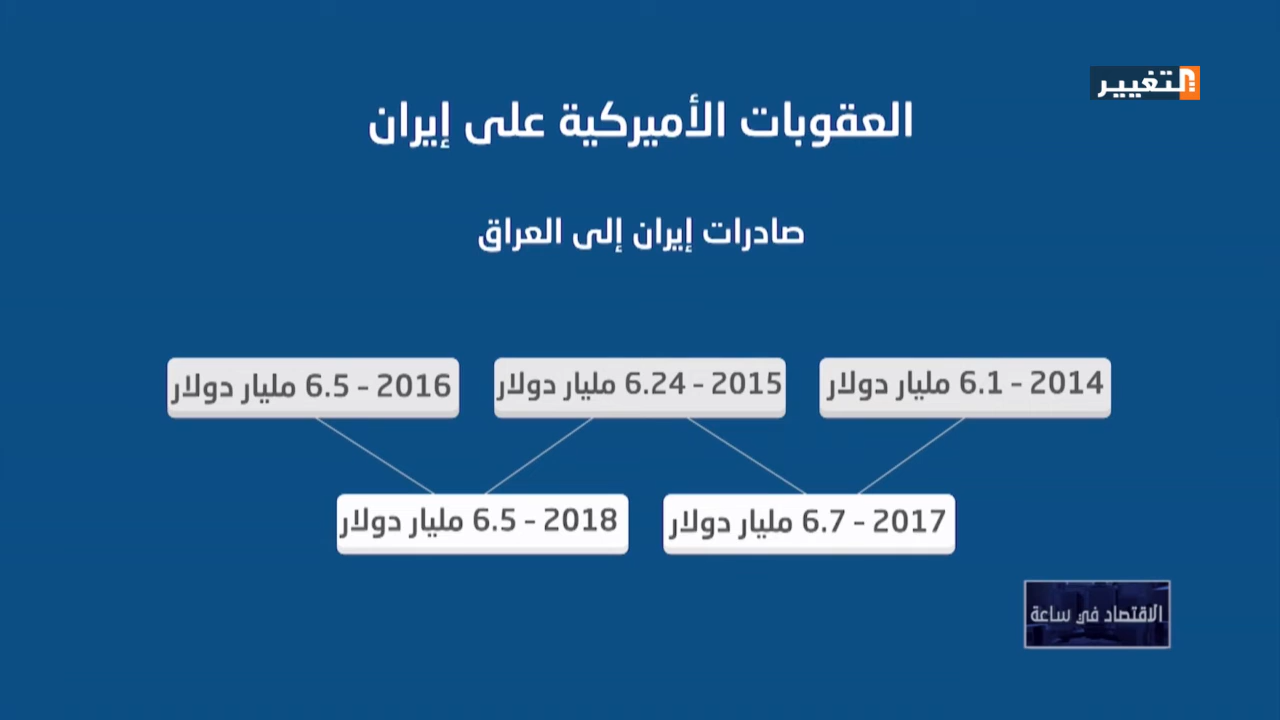 التغيير
العقوبات الأميركية على إيران
صادرات إيران إلى العراق
2014 - 6.1 مليار دولار
2015 - 6.24 مليار دولار
2016 - 6.5 مليار دولار
2017 - 6.7 مليار دولار
2018 - 6.5 مليار دولار
الاقتصاد في ساعة